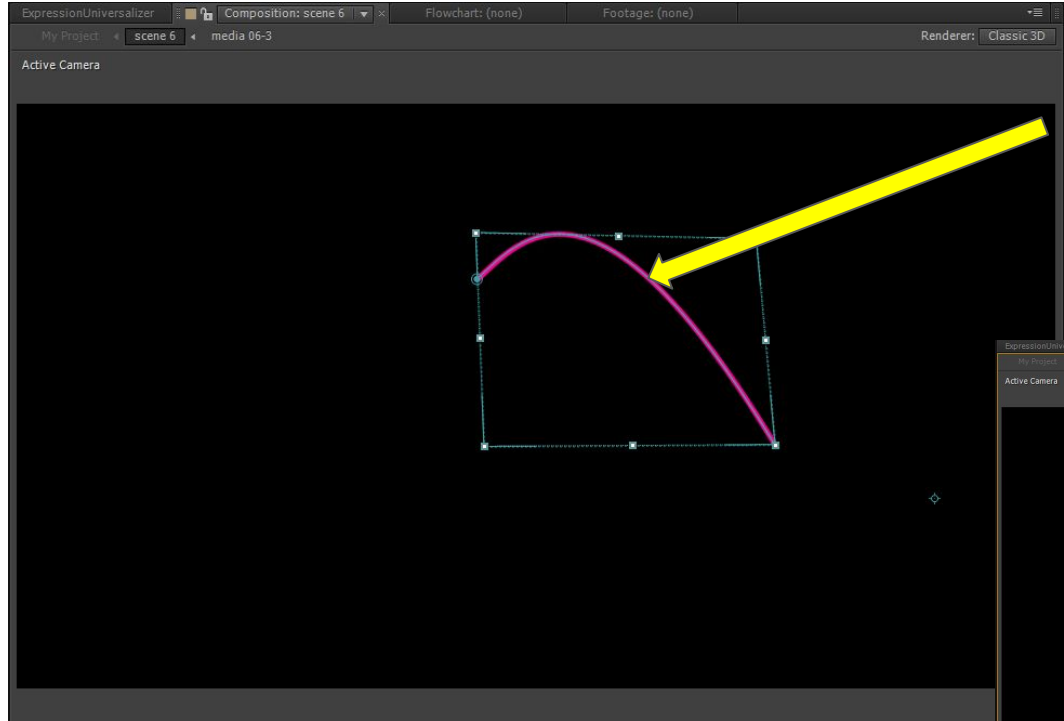 ExpressionUniversalizer Composition: scene 6 Flowchart: (none) Footage: (none)
My Project scene 6 media 06-3 Renderer: Classic 3D
Active Camera
ExpressionUnive
My Project
Active Camera